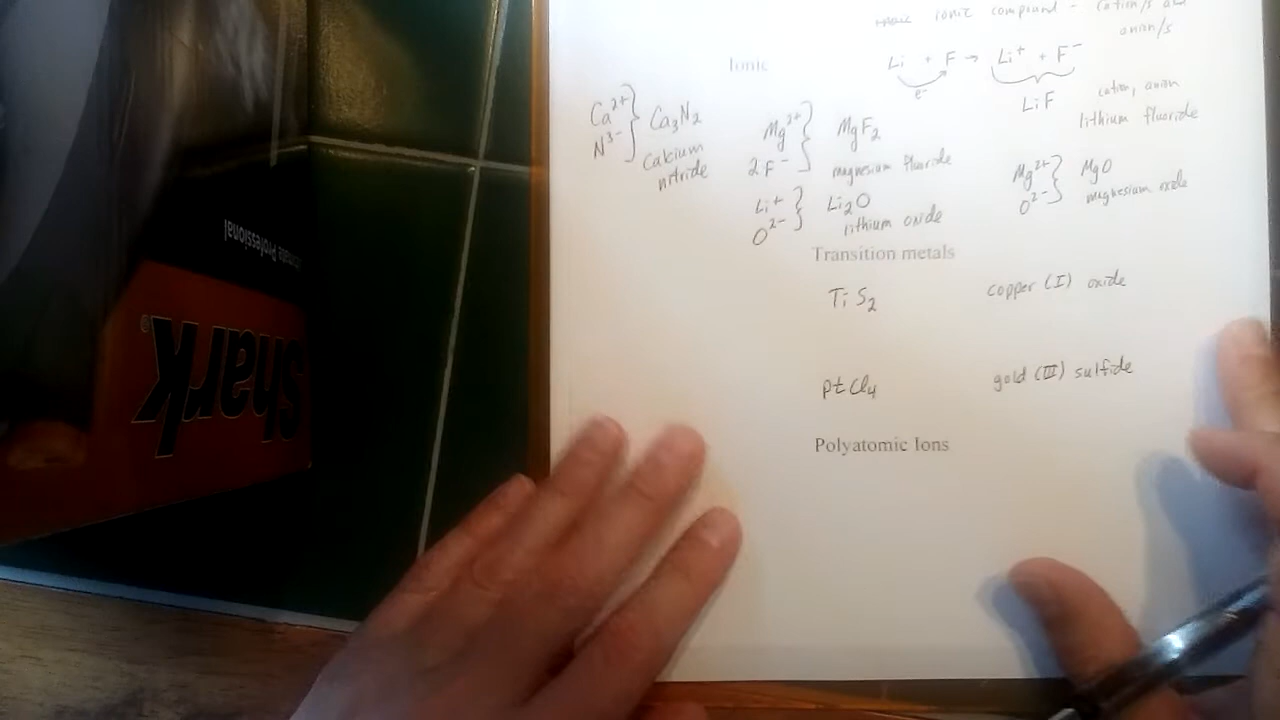 ionic compound - cation/s and
anion/s
Ionic
Li + F → Li⁺ + F⁻
e⁻
LiF
cation, anion
lithium fluoride
Ca²⁺
N³⁻
Ca₃N₂
Calcium
nitride
Mg²⁺
2F⁻
MgF₂
magnesium fluoride
Mg²⁺
O²⁻
MgO
magnesium oxide
Li⁺
O²⁻
Li₂O
lithium oxide
Transition metals
TiS₂
copper (I) oxide
PtCl₄
gold (III) sulfide
Polyatomic Ions
Professional
Shark®